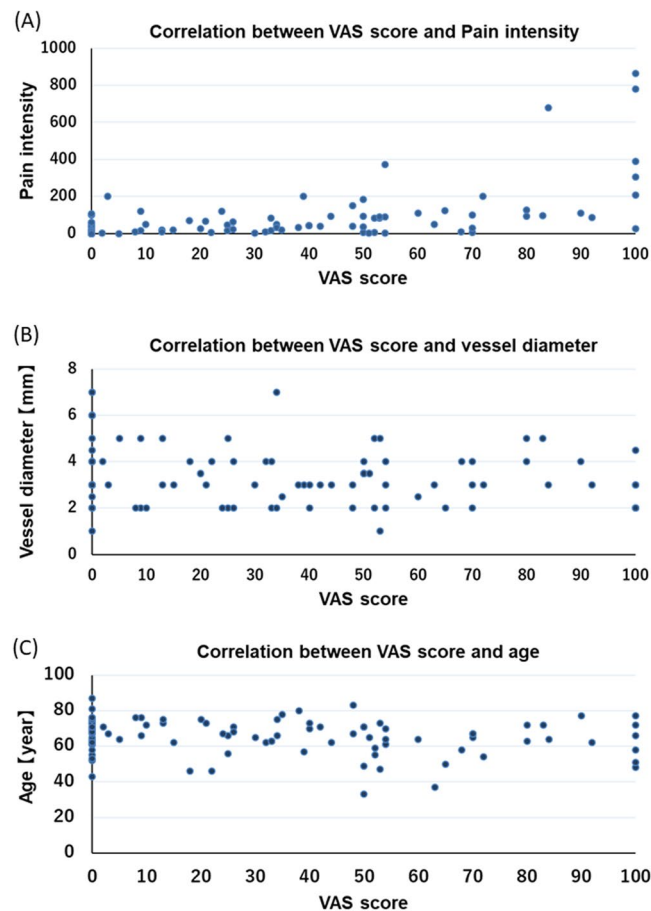 (A)
Correlation between VAS score and Pain intensity
Pain intensity
1000
800
600
400
200
0
0 10 20 30 40 50 60 70 80 90 100
VAS score
(B)
Correlation between VAS score and vessel diameter
Vessel diameter【mm】
8
6
4
2
0
0 10 20 30 40 50 60 70 80 90 100
VAS score
(C)
Correlation between VAS score and age
Age【year】
100
80
60
40
20
0
0 10 20 30 40 50 60 70 80 90 100
VAS score